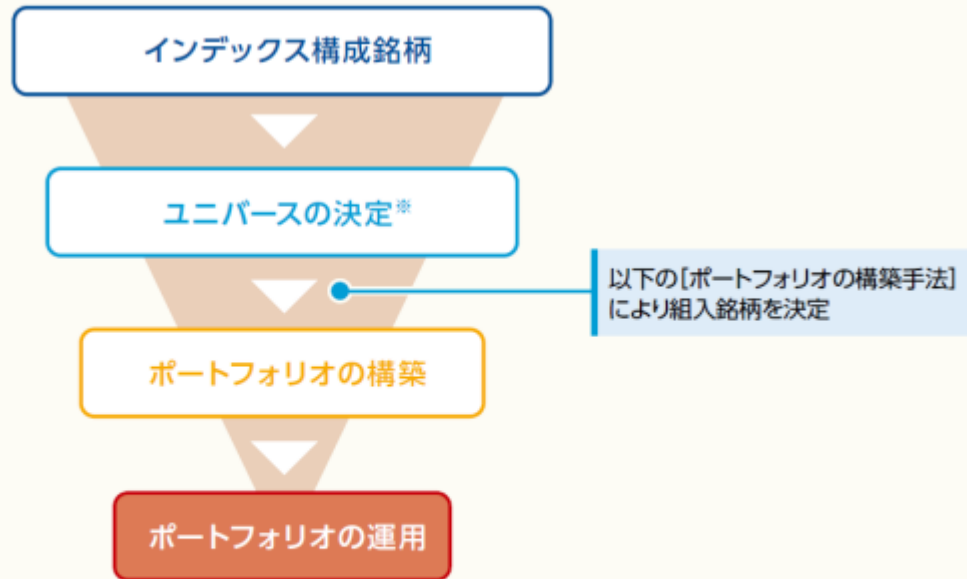 インデックス構成銘柄
ユニバースの決定※
以下の[ポートフォリオの構築手法]
により組入銘柄を決定
ポートフォリオの構築
ポートフォリオの運用